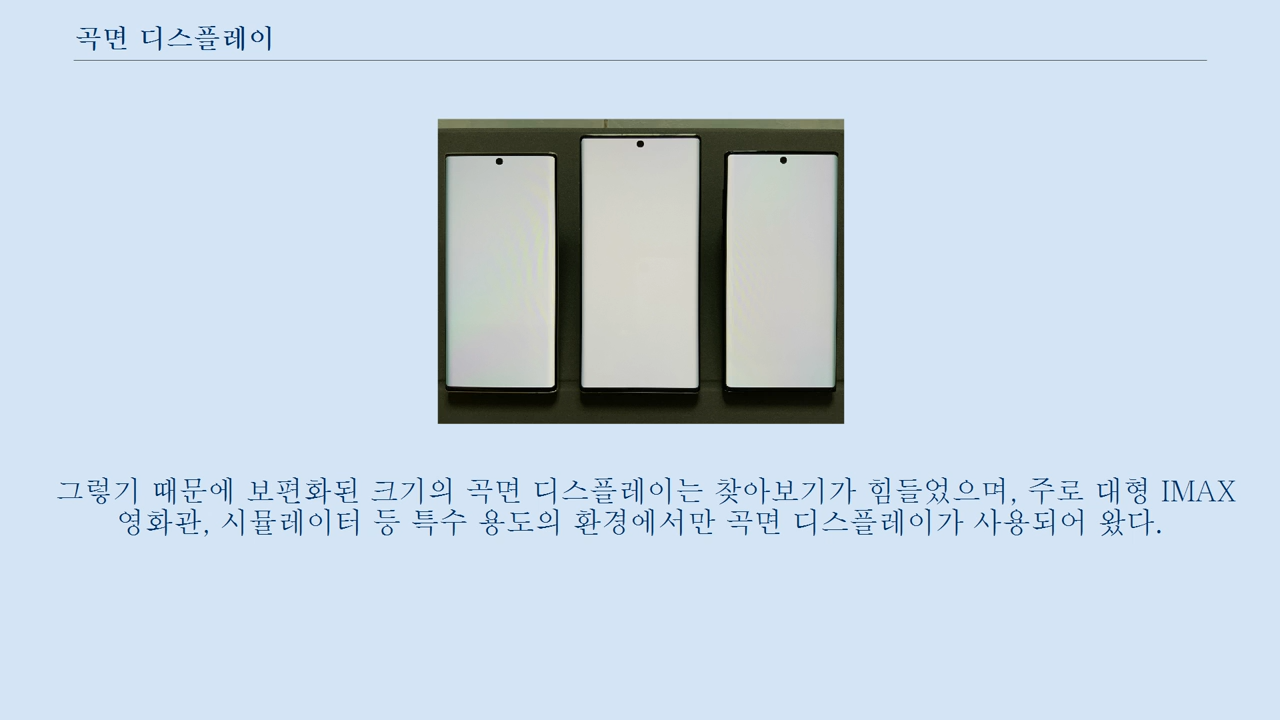 곡면 디스플레이
그렇기 때문에 보편화된 크기의 곡면 디스플레이는 찾아보기가 힘들었으며, 주로 대형 IMAX
영화관, 시뮬레이터 등 특수 용도의 환경에서만 곡면 디스플레이가 사용되어 왔다.